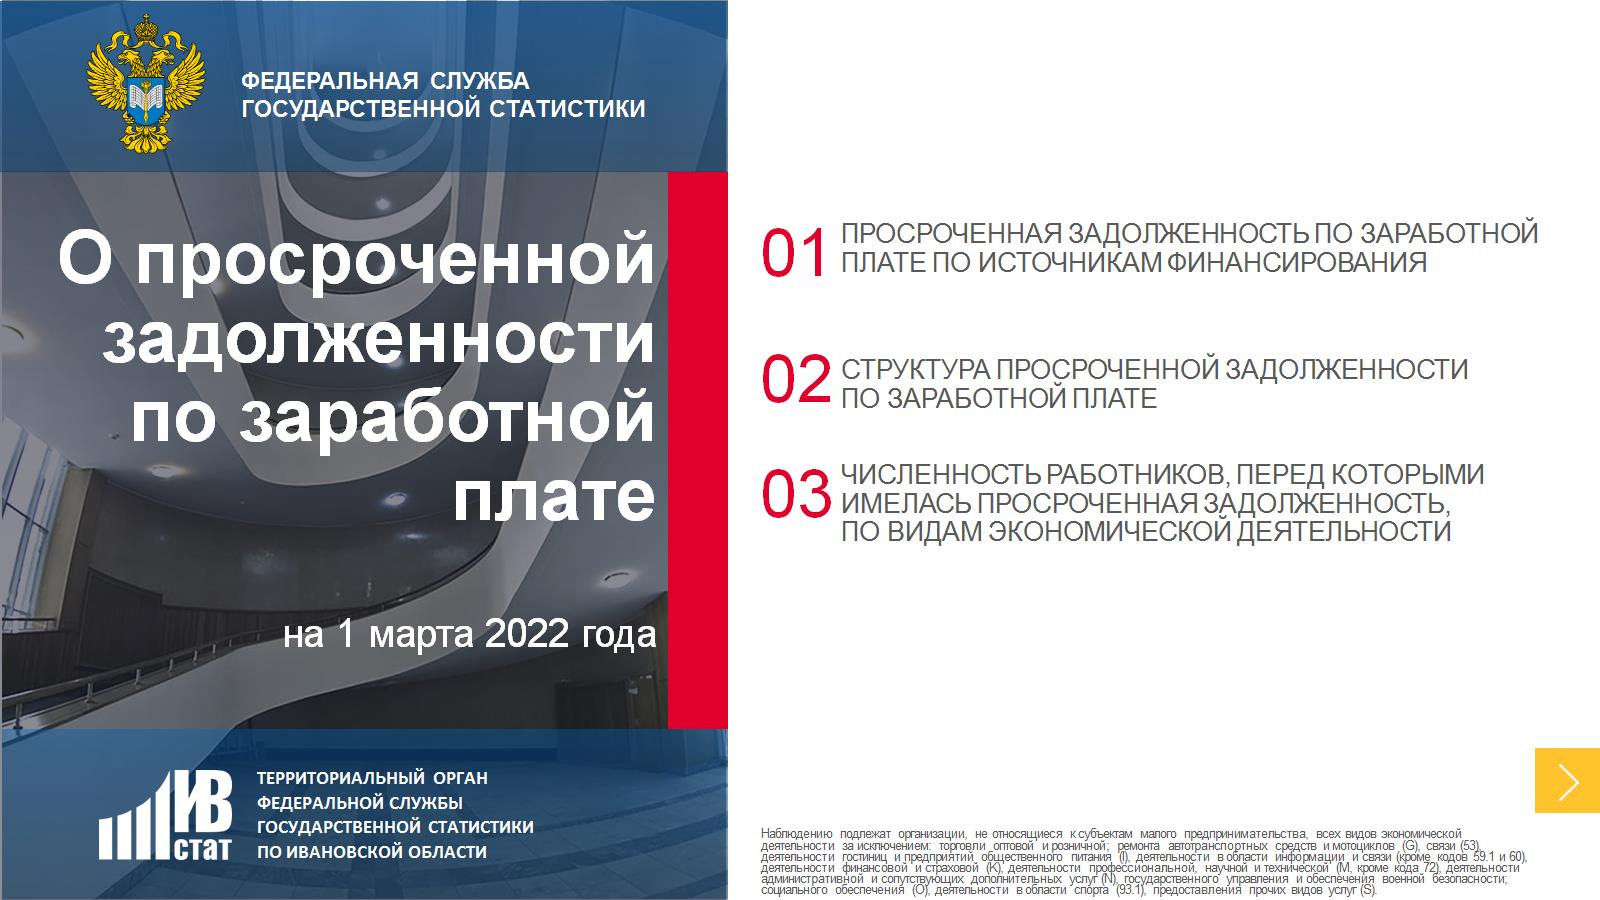 ФЕДЕРАЛЬНАЯ СЛУЖБА
ГОСУДАРСТВЕННОЙ СТАТИСТИКИ
О просроченной
задолженности
по заработной
плате
на 1 марта 2022 года
ИВ
стат
ТЕРРИТОРИАЛЬНЫЙ ОРГАН
ФЕДЕРАЛЬНОЙ СЛУЖБЫ
ГОСУДАРСТВЕННОЙ СТАТИСТИКИ
ПО ИВАНОВСКОЙ ОБЛАСТИ
01
ПРОСРОЧЕННАЯ ЗАДОЛЖЕННОСТЬ ПО ЗАРАБОТНОЙ
ПЛАТЕ ПО ИСТОЧНИКАМ ФИНАНСИРОВАНИЯ
02
СТРУКТУРА ПРОСРОЧЕННОЙ ЗАДОЛЖЕННОСТИ
ПО ЗАРАБОТНОЙ ПЛАТЕ
03
ЧИСЛЕННОСТЬ РАБОТНИКОВ, ПЕРЕД КОТОРЫМИ
ИМЕЛАСЬ ПРОСРОЧЕННАЯ ЗАДОЛЖЕННОСТЬ,
ПО ВИДАМ ЭКОНОМИЧЕСКОЙ ДЕЯТЕЛЬНОСТИ
Наблюдению подлежат организации, не относящиеся к субъектам малого предпринимательства, всех видов экономической
деятельности за исключением: торговли оптовой и розничной; ремонта автотранспортных средств и мотоциклов (G), связи (53),
деятельности гостиниц и предприятий общественного питания (I), деятельности в области информации и связи (кроме кодов 59.1 и 60),
деятельности финансовой и страховой (K), деятельности профессиональной, научной и технической (M, кроме кода 72), деятельности
административной и сопутствующих дополнительных услуг (N), государственного управления и обеспечения военной безопасности;
социального обеспечения (O), деятельности в области спорта (93.1), предоставления прочих видов услуг (S).